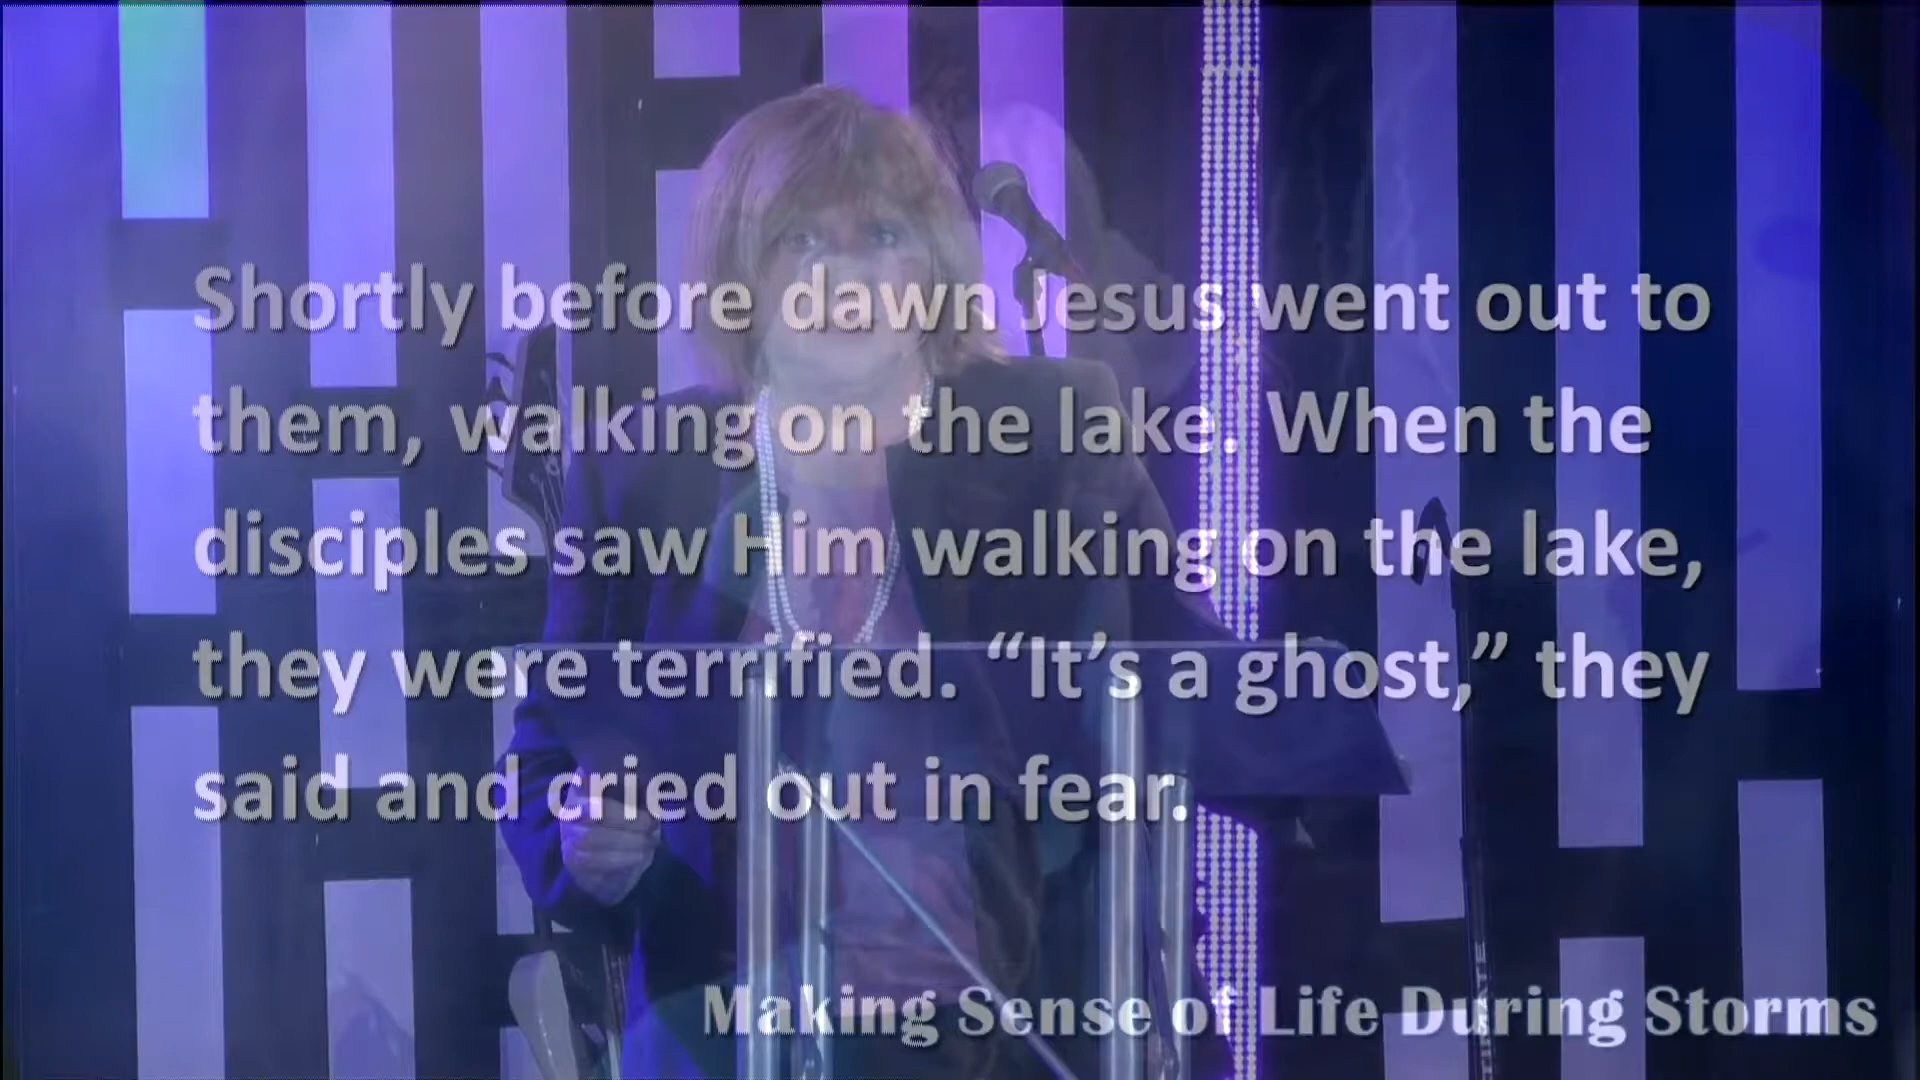 Shortly before dawn Jesus went out to
them, walking on the lake. When the
disciples saw Him walking on the lake,
they were terrified. “It’s a ghost,” they
said and cried out in fear.
Making Sense of Life During Storms